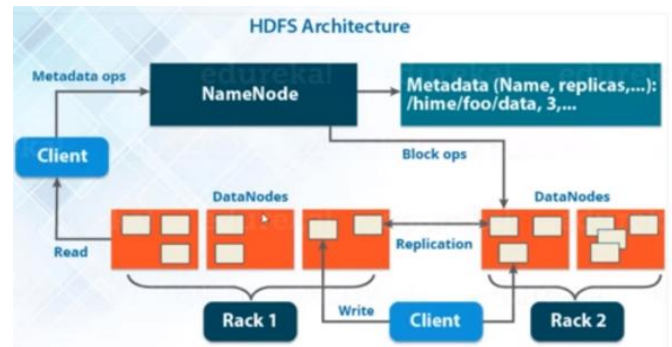 HDFS Architecture
Metadata ops
edureka!
NameNode
Metadata (Name, replicas,...):
/hime/foo/data, 3,...
Client
Block ops
DataNodes
DataNodes
Read
Replication
Write
Rack 1
Client
Rack 2